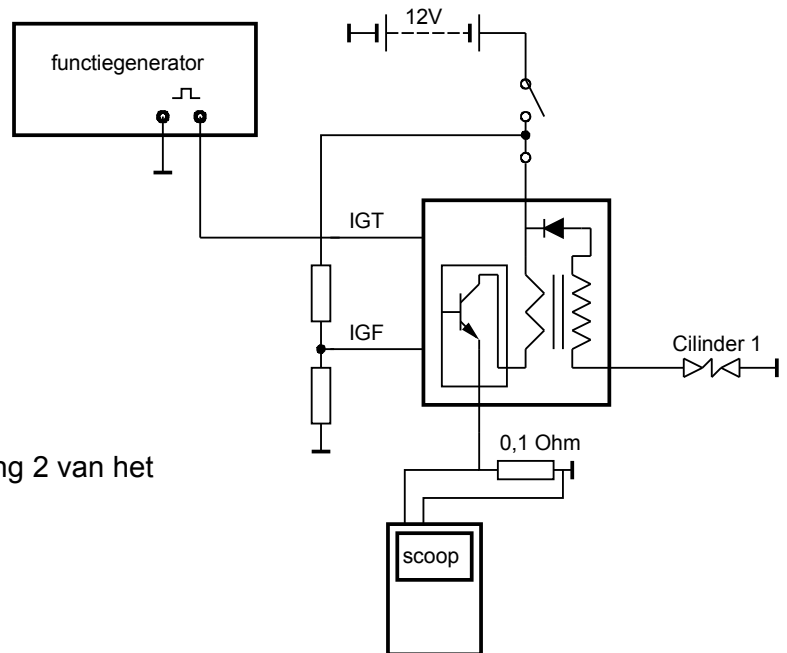 12V
functiegenerator
IGT
IGF
Cilinder 1
0,1 Ohm
ng 2 van het
scoop